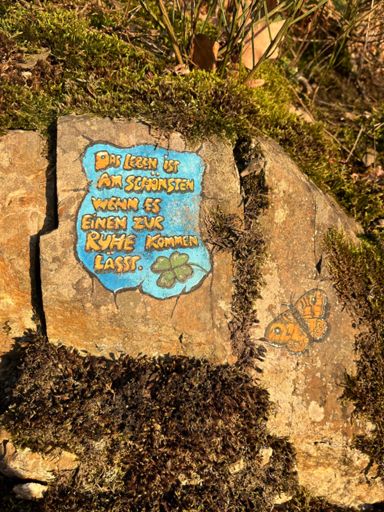 Das Leben ist
am schönsten
wenn es
einen zur
Ruhe kommen
lässt.